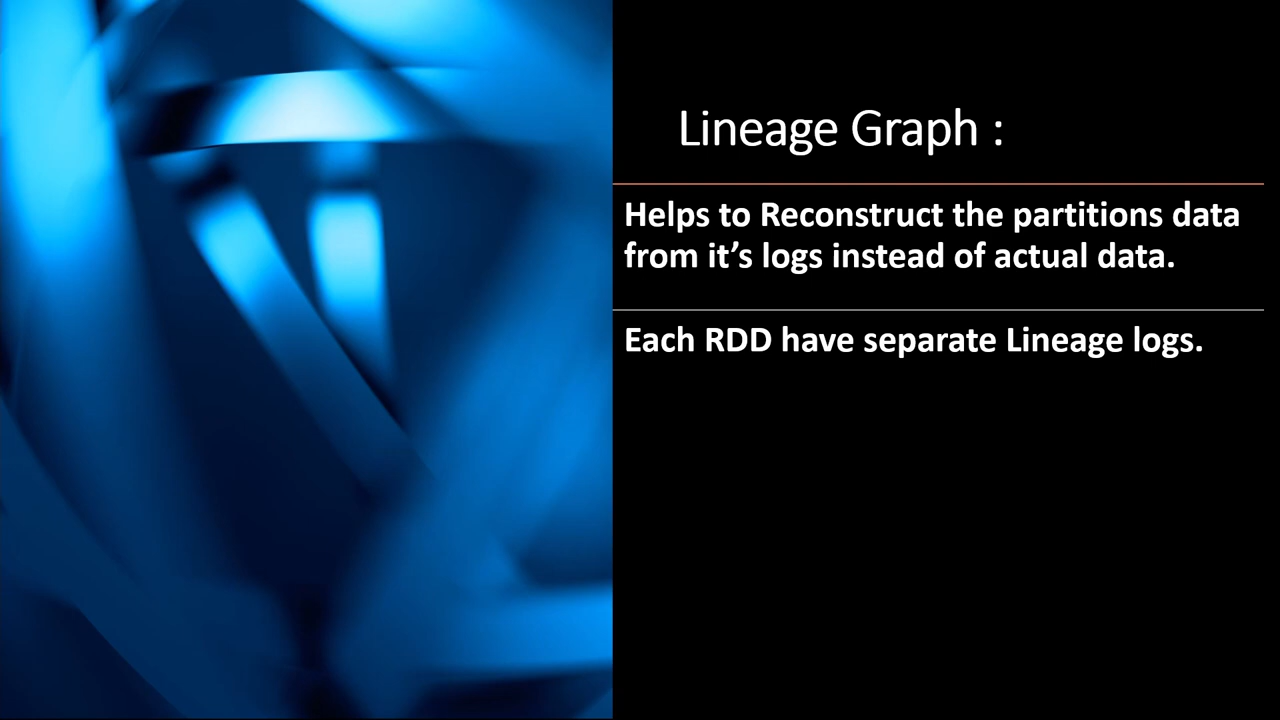 Lineage Graph :
Helps to Reconstruct the partitions data
from it’s logs instead of actual data.
Each RDD have separate Lineage logs.